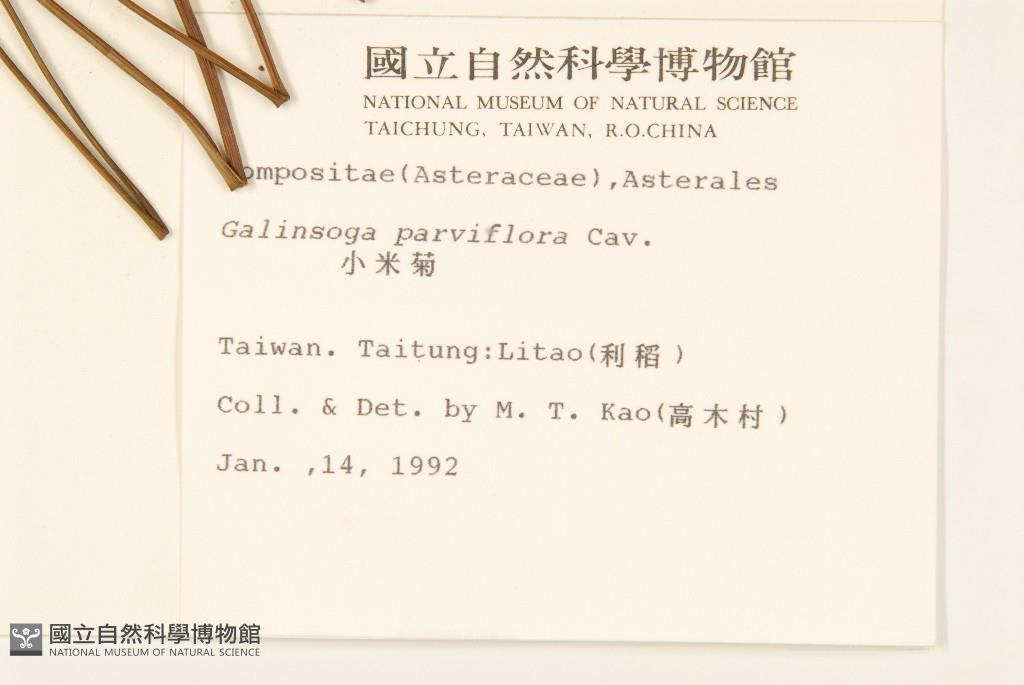 國立自然科學博物館
NATIONAL MUSEUM OF NATURAL SCIENCE
TAICHUNG, TAIWAN, R.O.CHINA
ompositae(Asteraceae),Asterales
Galinsoga parviflora Cav.
小米菊
Taiwan. Taitung:Litao(利稻)
Coll. & Det. by M. T. Kao(高木村)
Jan. ,14, 1992
國立自然科學博物館
NATIONAL MUSEUM OF NATURAL SCIENCE